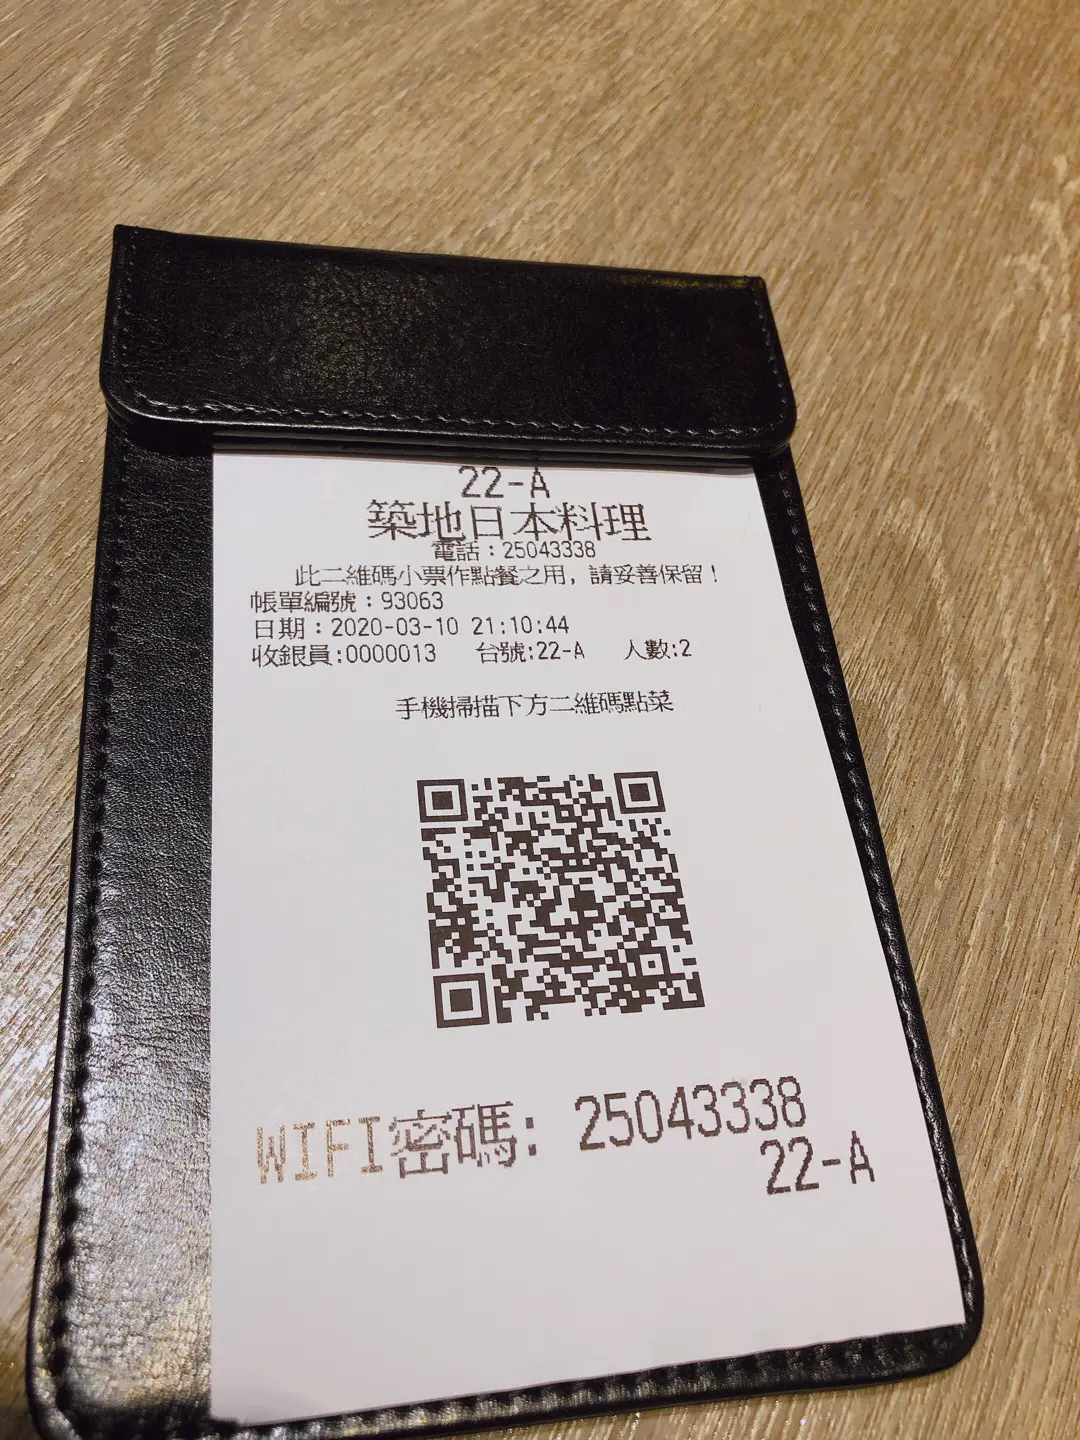 22-A
築地日本料理
電話：25043338
此二維碼小票作點餐之用，請妥善保留！
帳單編號：93063
日期：2020-03-10 21:10:44
收銀員:0000013 台號:22-A 人數:2
手機掃描下方二維碼點菜
WIFI密碼: 25043338
22-A